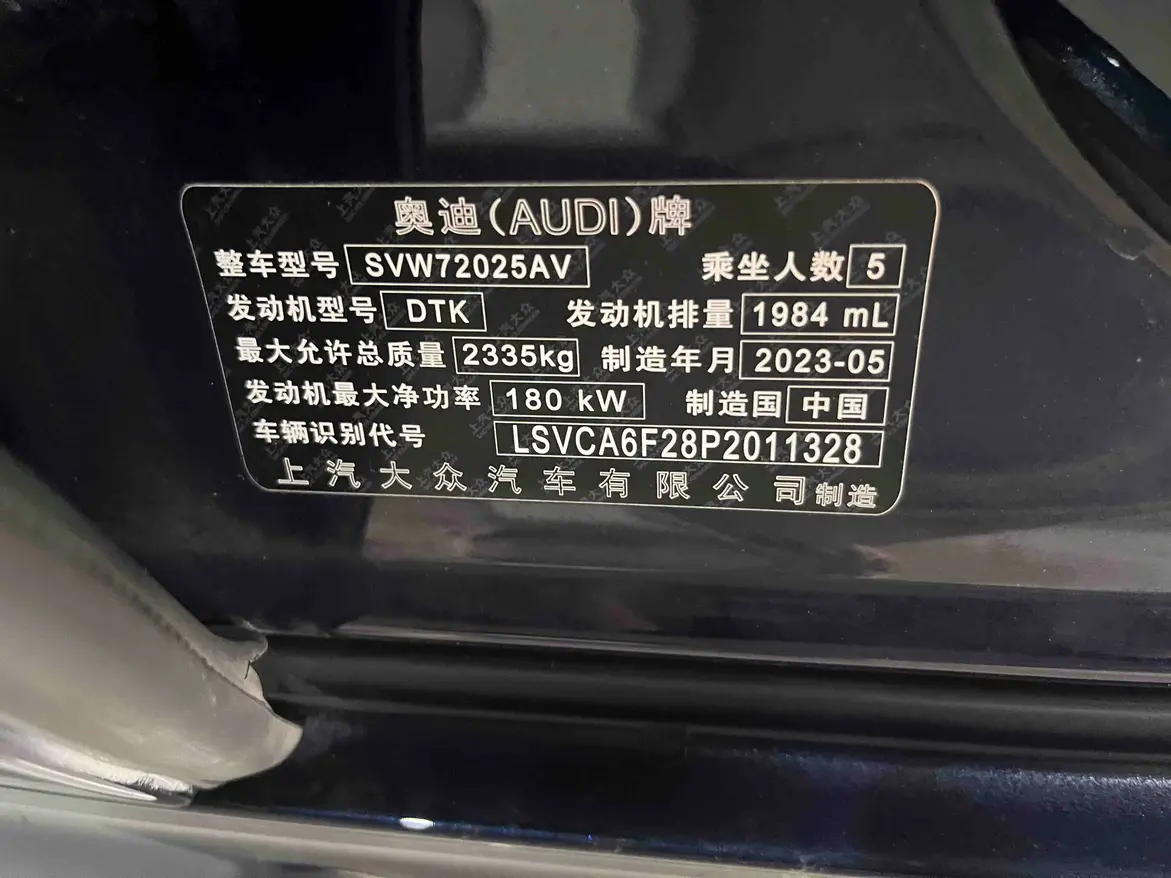 奥迪(AUDI)牌
整车型号 SVW72025AV 乘坐人数 5
发动机型号 DTK 发动机排量 1984 mL
最大允许总质量 2335kg 制造年月 2023-05
发动机最大净功率 180 kW 制造国 中国
车辆识别代号 LSVCA6F28P2011328
上汽大众汽车有限公司制造